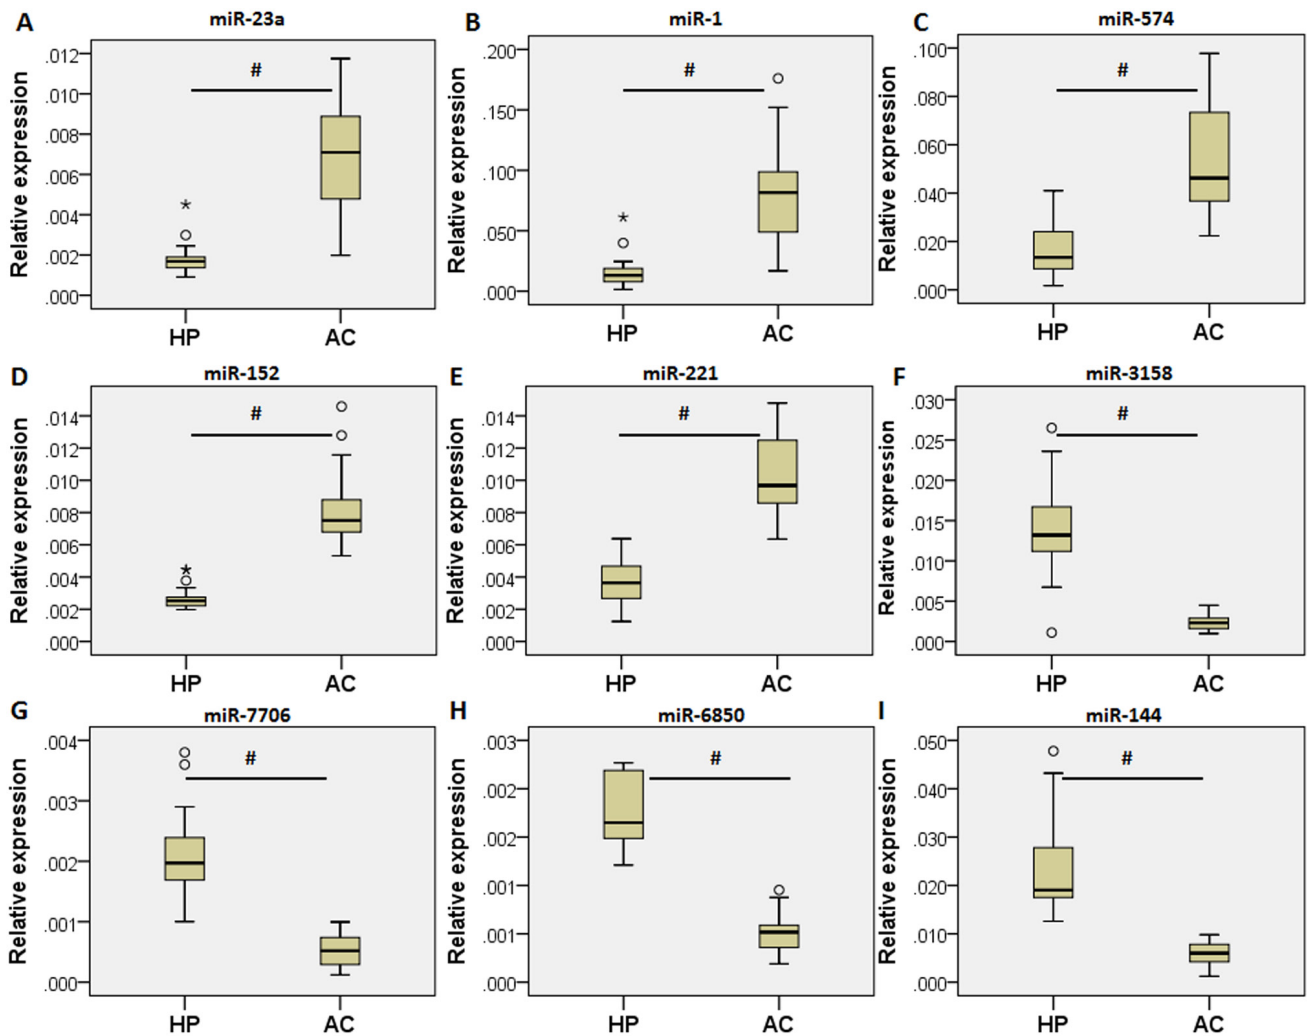 A miR-23a
Relative expression
.012
.010
.008
.006
.004
.002
.000
#
*
HP AC
B miR-1
Relative expression
.200
.150
.100
.050
.000
#
*
HP AC
C miR-574
Relative expression
.100
.080
.060
.040
.020
.000
#
HP AC
D miR-152
Relative expression
.014
.012
.010
.008
.006
.004
.002
.000
#
*
HP AC
E miR-221
Relative expression
.014
.012
.010
.008
.006
.004
.002
.000
#
HP AC
F miR-3158
Relative expression
.030
.025
.020
.015
.010
.005
.000
#
HP AC
G miR-7706
Relative expression
.004
.003
.002
.001
.000
#
HP AC
H miR-6850
Relative expression
.003
.002
.002
.001
.001
.000
#
HP AC
I miR-144
Relative expression
.050
.040
.030
.020
.010
.000
#
HP AC